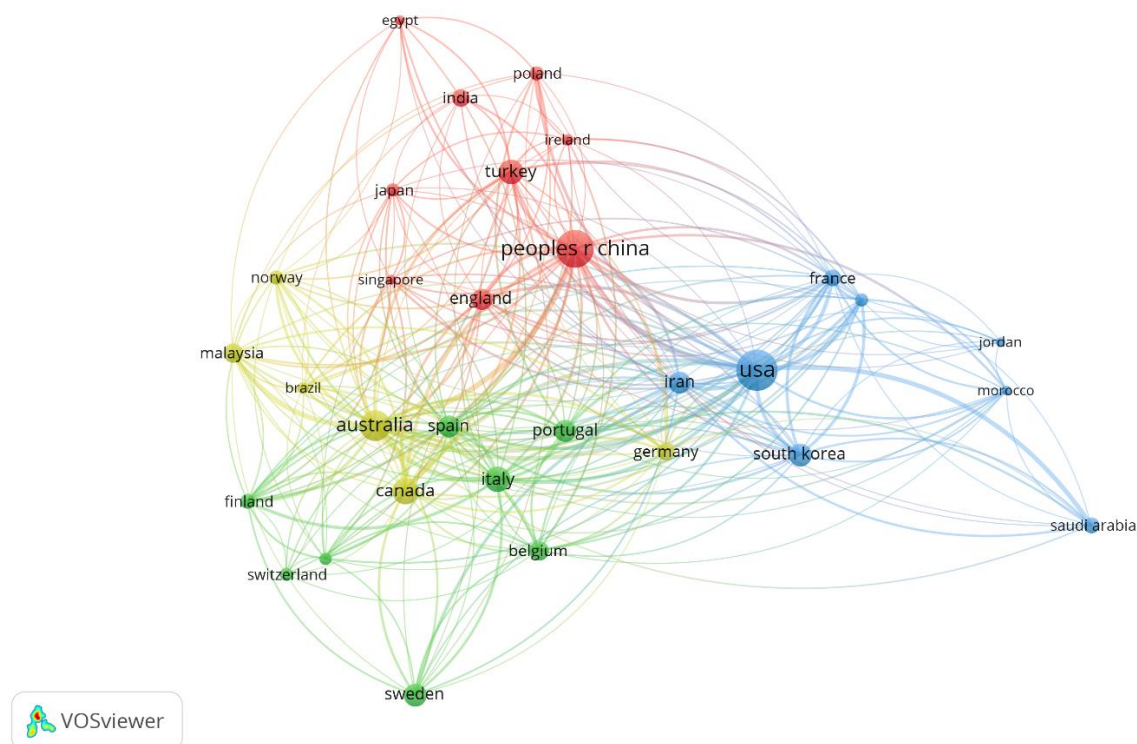 egypt
poland
india
ireland
turkey
japan
peoples r china
norway
singapore
england
france
jordan
malaysia
usa
iran
morocco
brazil
australia
spain
portugal
germany
south korea
italy
canada
finland
saudi arabia
belgium
switzerland
sweden
VOSviewer